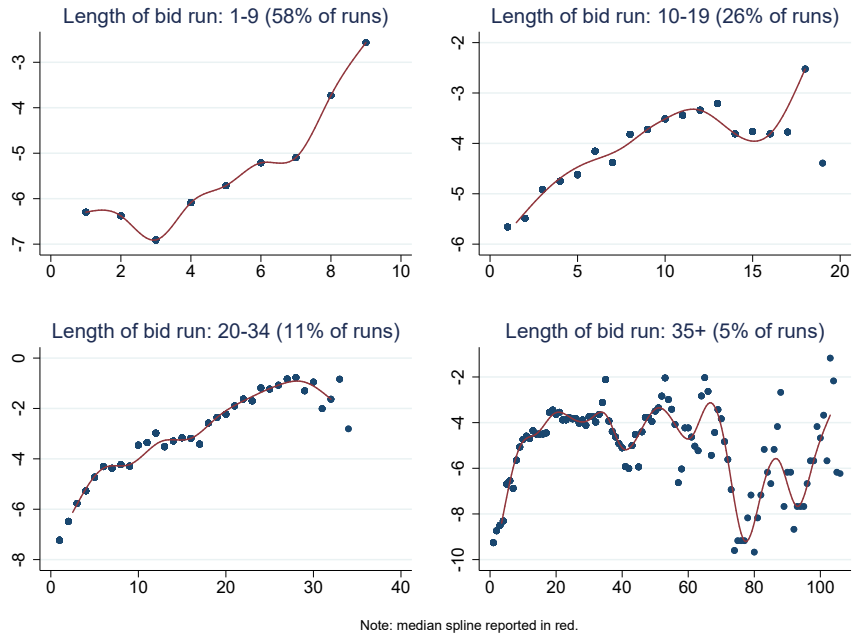 Length of bid run: 1-9 (58% of runs)
-3
-4
-5
-6
-7
0 2 4 6 8 10
Length of bid run: 10-19 (26% of runs)
-2
-3
-4
-5
-6
0 5 10 15 20
Length of bid run: 20-34 (11% of runs)
0
-2
-4
-6
-8
0 10 20 30 40
Length of bid run: 35+ (5% of runs)
-2
-4
-6
-8
-10
0 20 40 60 80 100
Note: median spline reported in red.